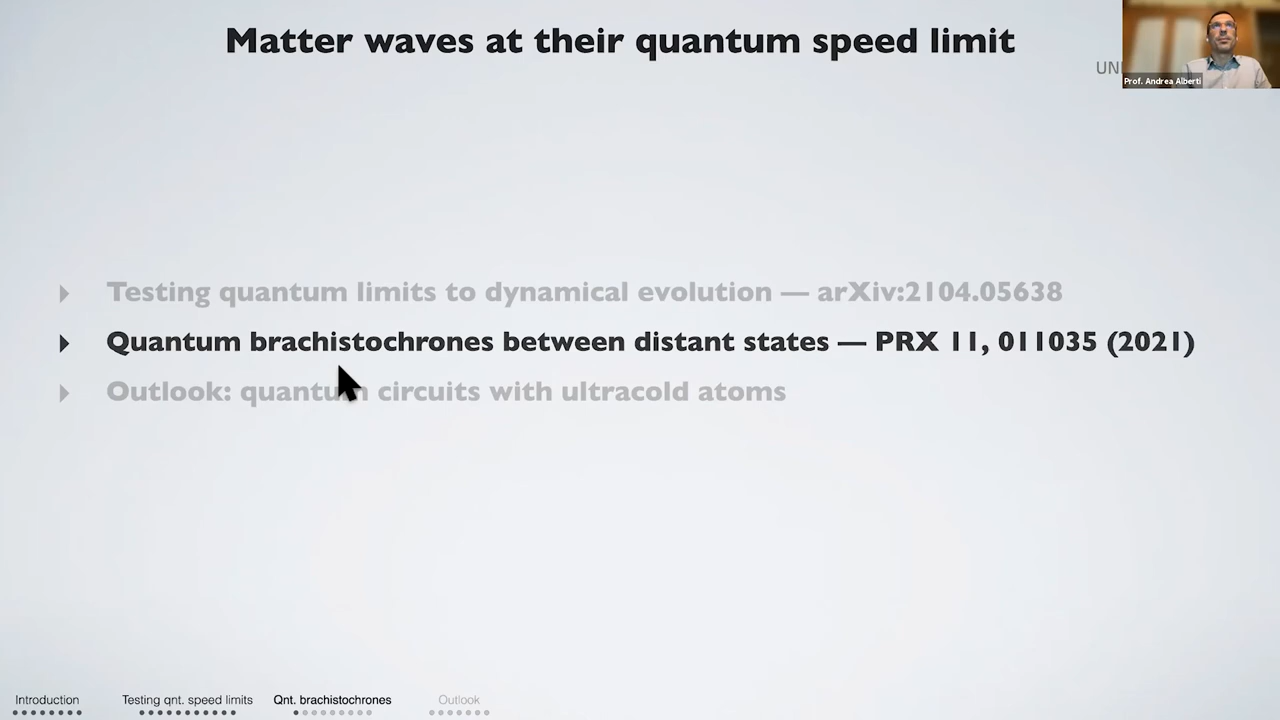 Matter waves at their quantum speed limit
UNI
Prof. Andrea Alberti
Testing quantum limits to dynamical evolution — arXiv:2104.05638
Quantum brachistochrones between distant states — PRX 11, 011035 (2021)
Outlook: quantum circuits with ultracold atoms
Introduction
Testing qnt. speed limits
Qnt. brachistochrones
Outlook